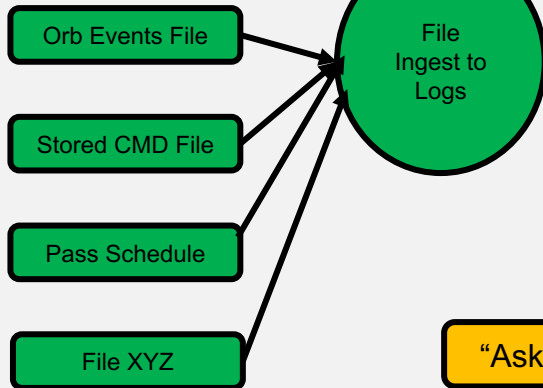 Orb Events File
File
Ingest to
Logs
Stored CMD File
Pass Schedule
File XYZ
“Ask